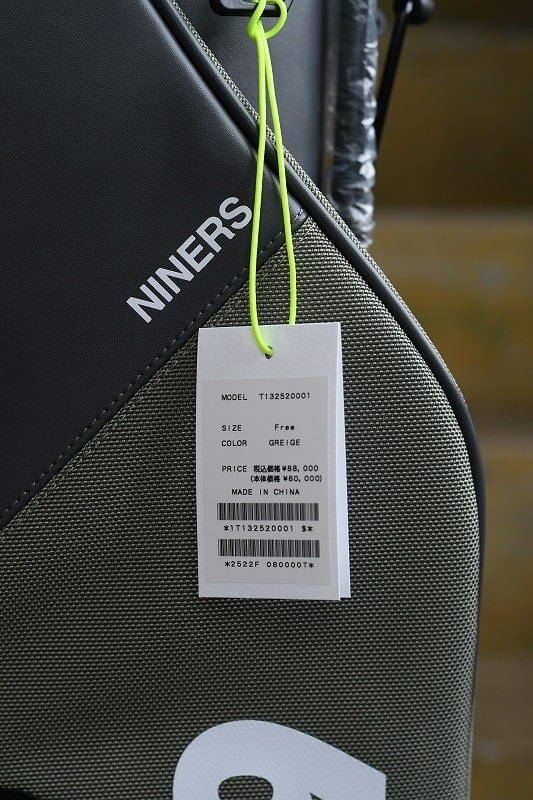 NINERS
MODEL T132520001
SIZE Free
COLOR GREIGE
PRICE 税込価格 ¥88,000
(本体価格 ¥80,000)
MADE IN CHINA
*1T132520001 $*
*2522F 080000T*